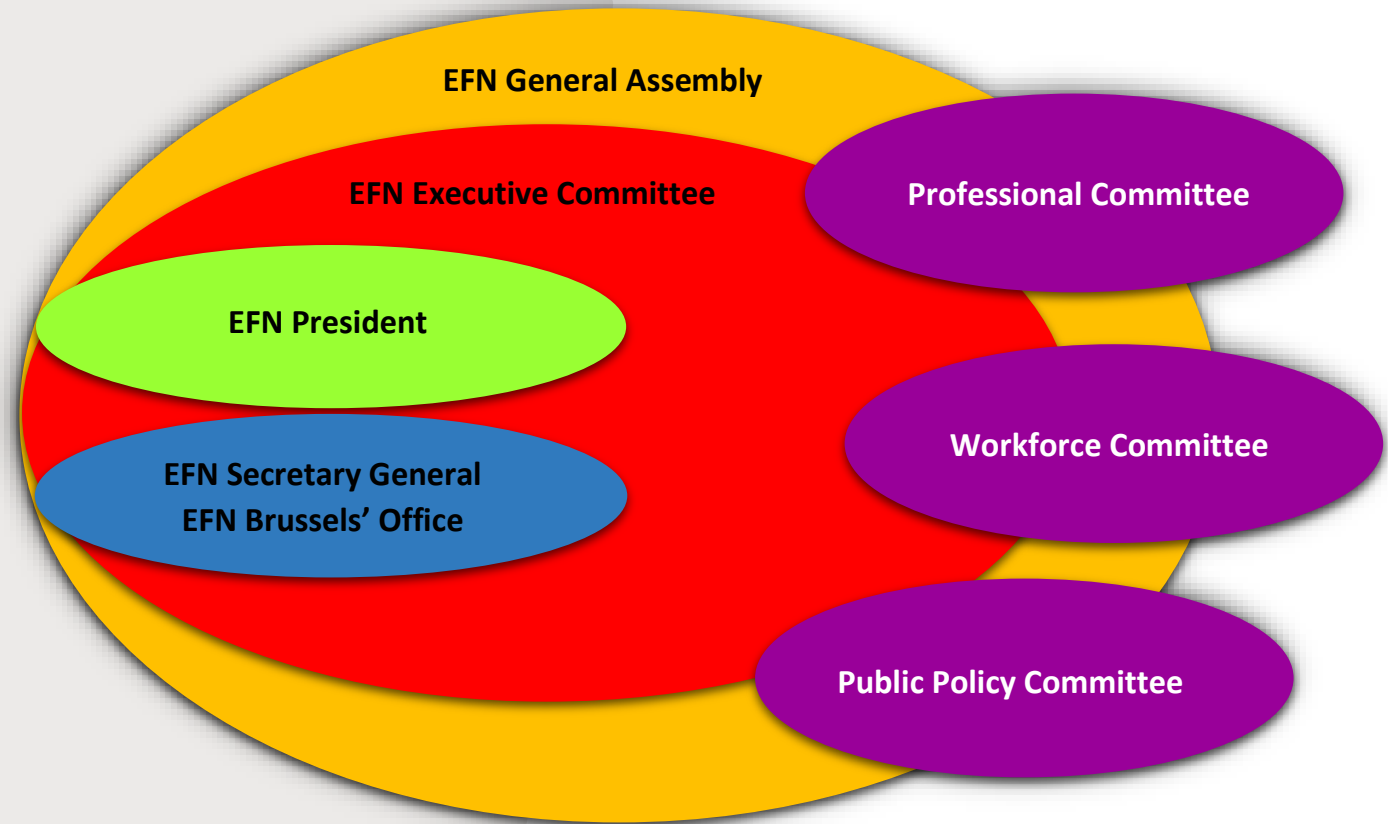 EFN General Assembly
EFN Executive Committee
Professional Committee
EFN President
Workforce Committee
EFN Secretary General
EFN Brussels’ Office
Public Policy Committee